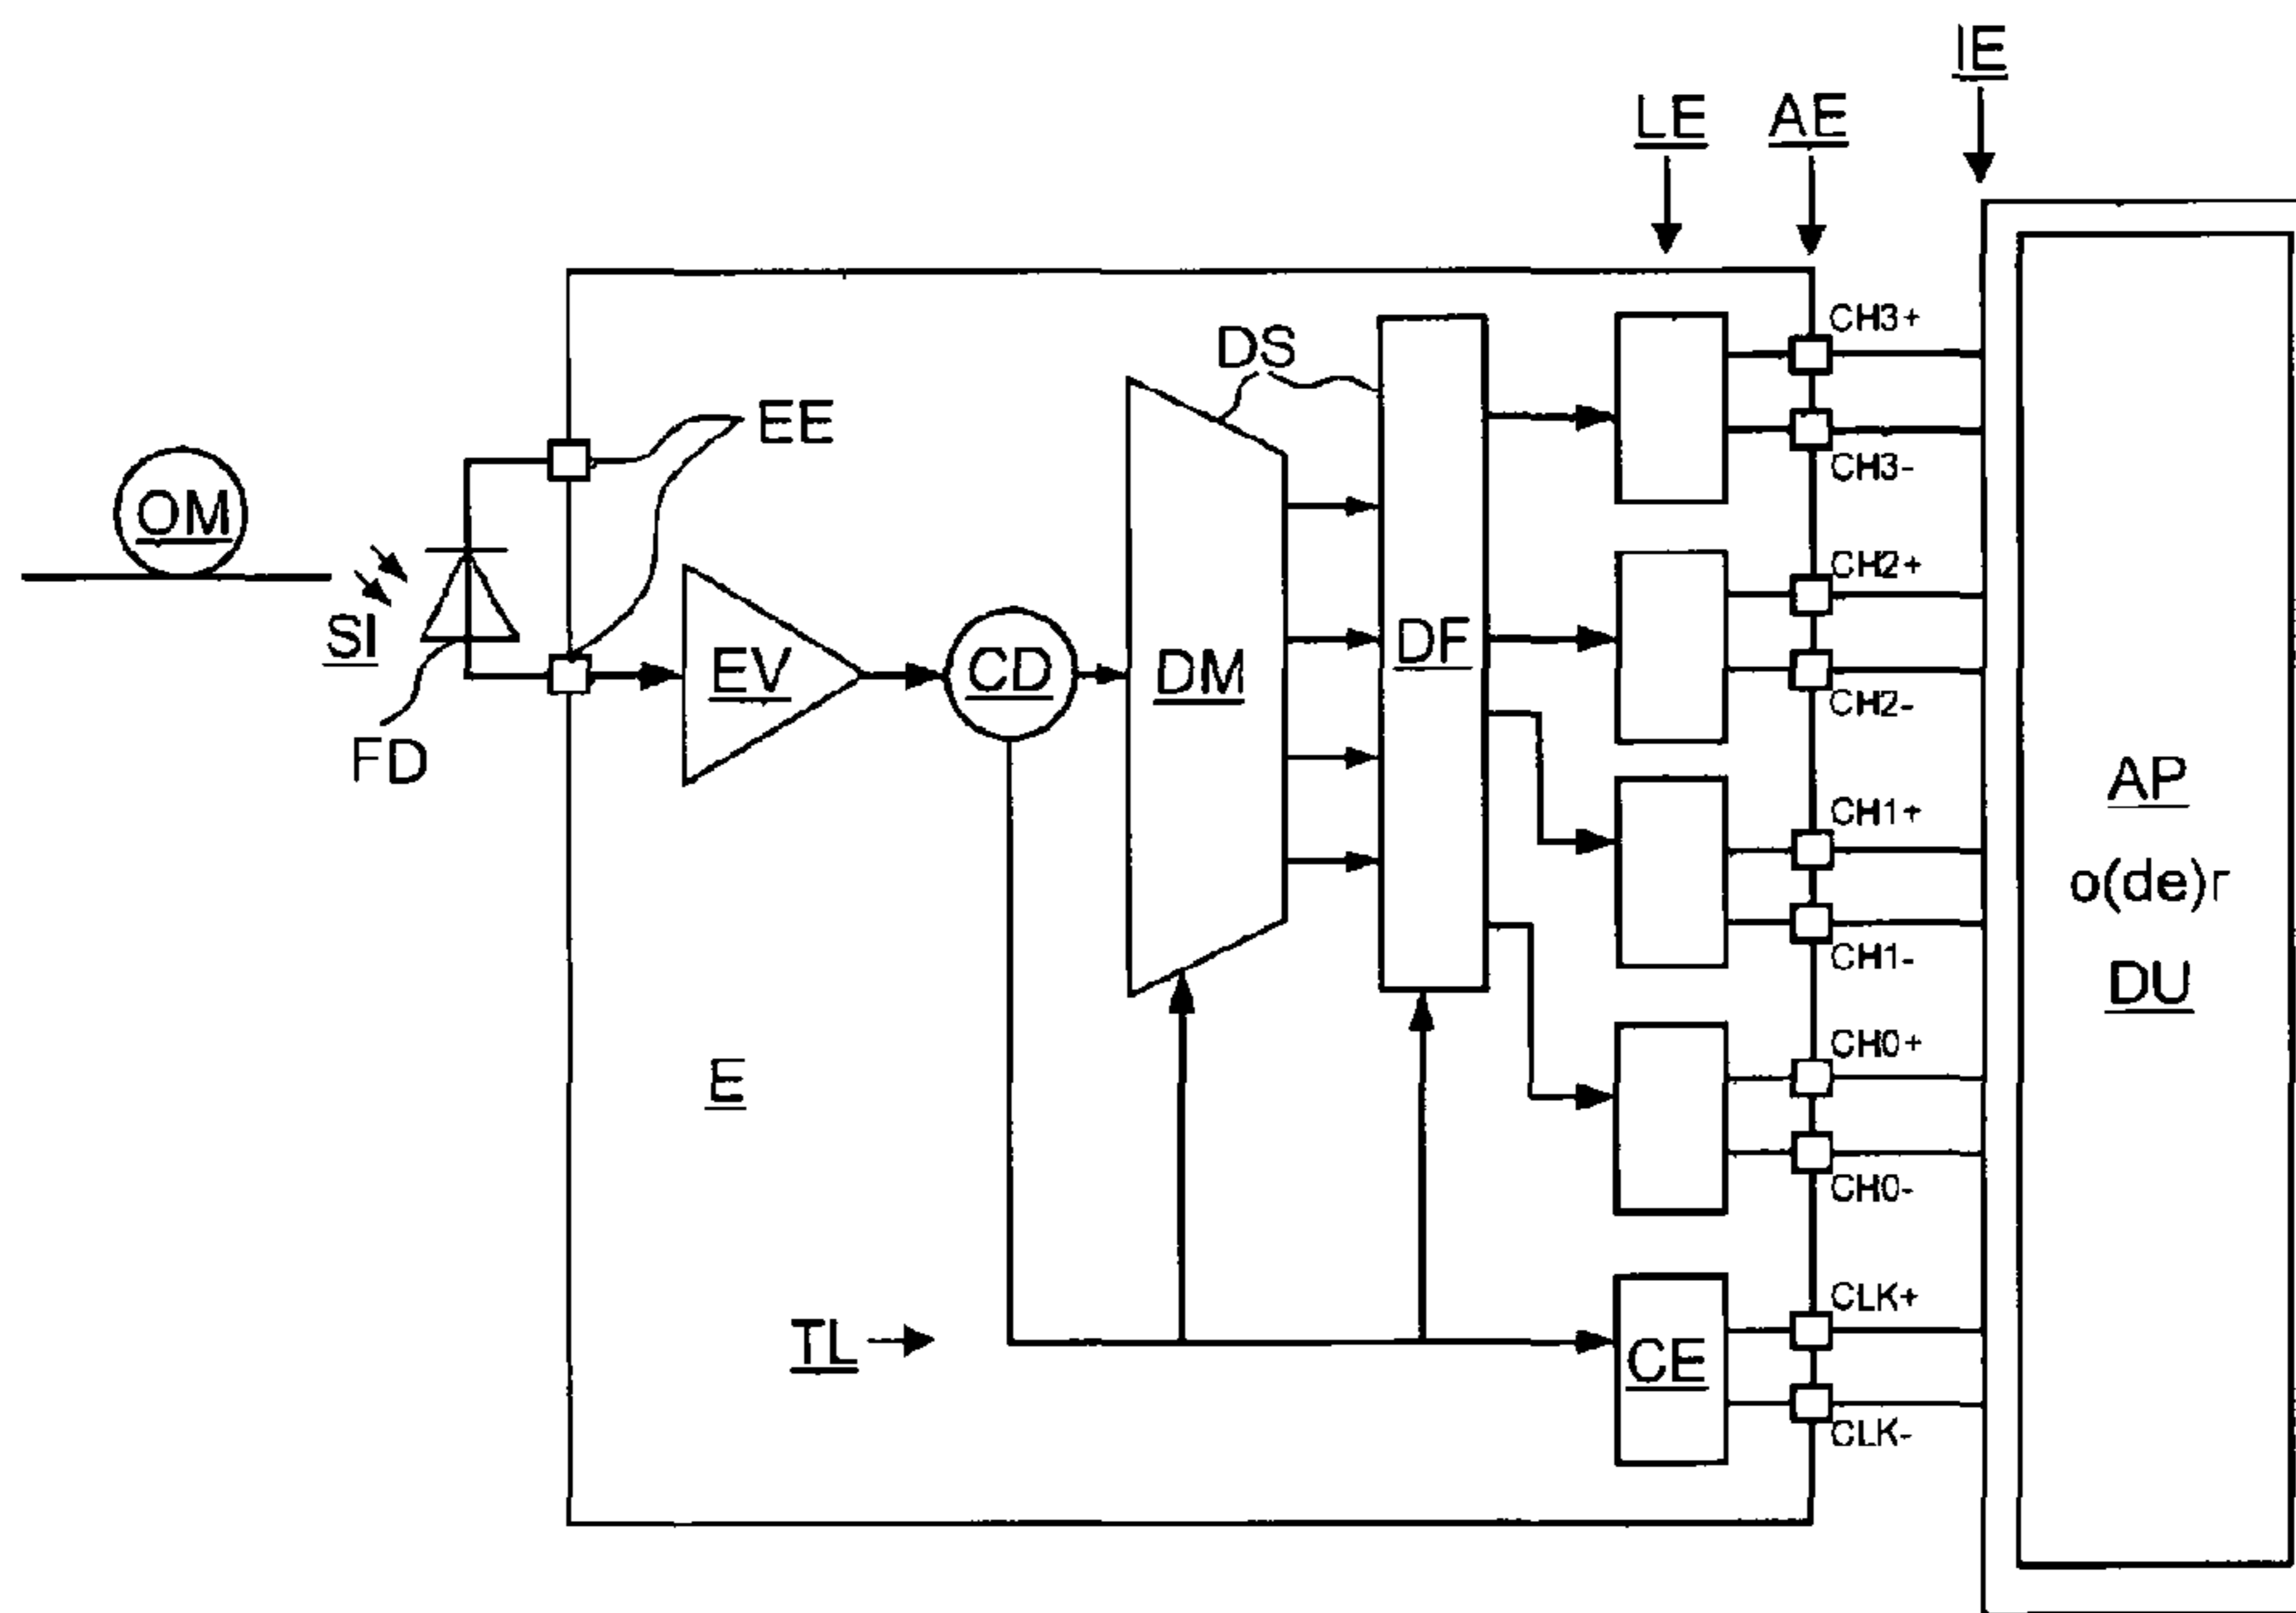 IE
LE
AE
CH3+
DS
EE
CH3-
OM
CH2+
SI
DF
EV
CD
DM
CH2-
FD
AP
CH1+
o(de)r
CH1-
DU
CH0+
E
CH0-
CLK+
TL
CE
CLK-